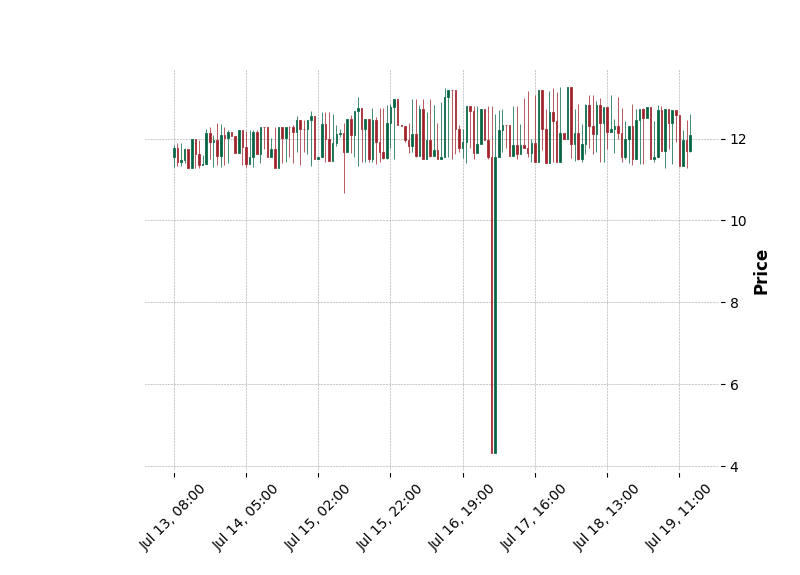 12
10
8
6
4
Price
Jul 13, 08:00
Jul 14, 05:00
Jul 15, 02:00
Jul 15, 22:00
Jul 16, 19:00
Jul 17, 16:00
Jul 18, 13:00
Jul 19, 11:00